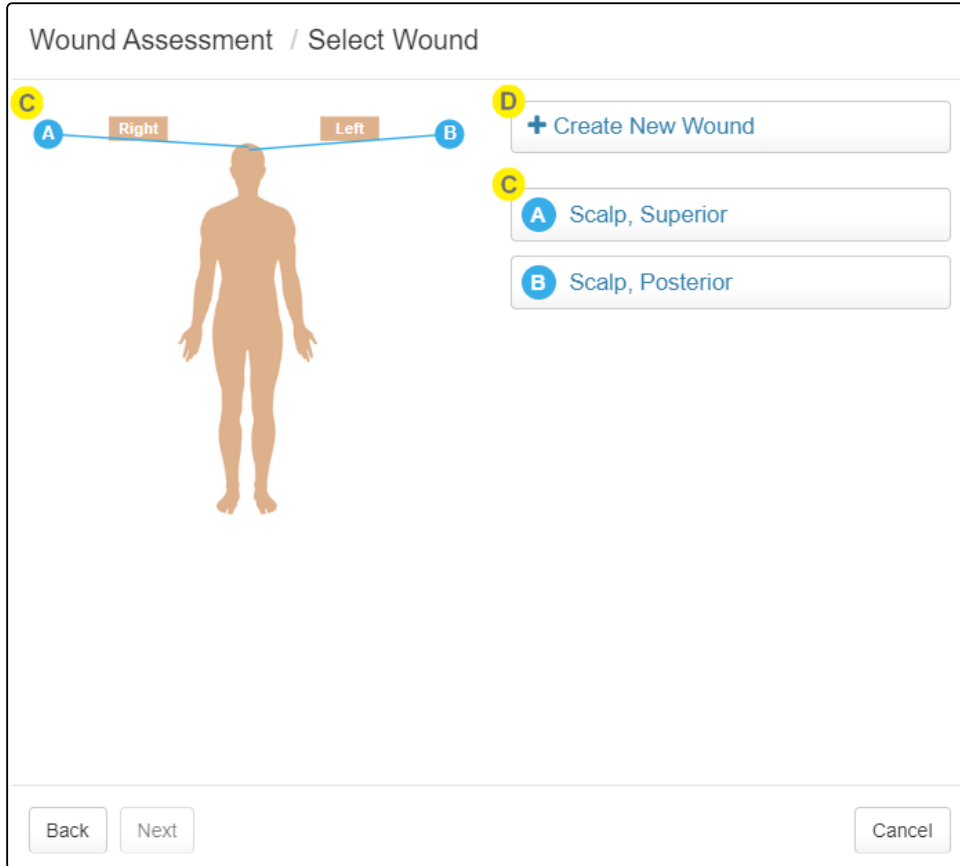 Wound Assessment / Select Wound
C
A Right Left B
D
+ Create New Wound
C
A Scalp, Superior
B Scalp, Posterior
Back Next Cancel